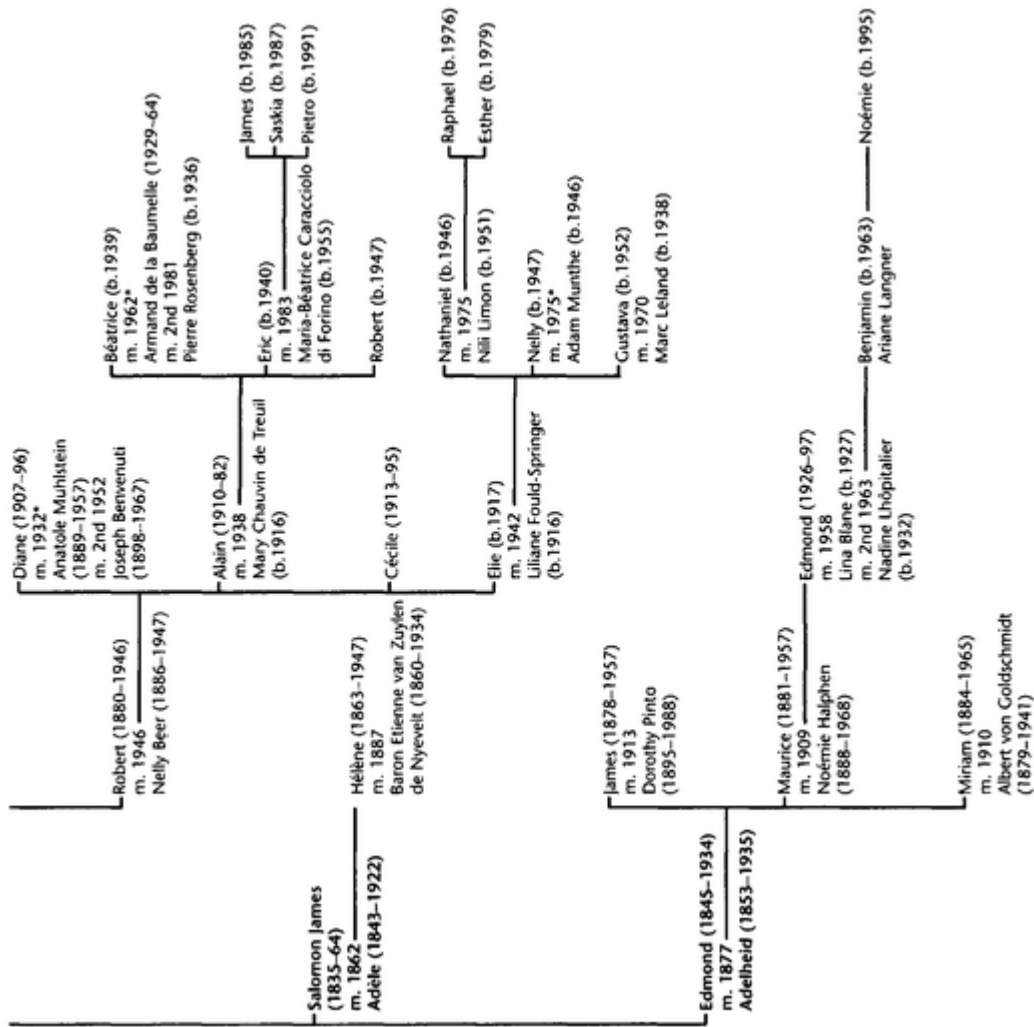 Salomon James
(1835–64)
m. 1862
Adèle (1843–1922)
Edmond (1845–1934)
m. 1877
Adelheid (1853–1935)
Robert (1880–1946)
m. 1946
Nelly Beer (1886–1947)
Hélène (1863–1947)
m. 1887
Baron Etienne van Zuylen
de Nyevelt (1860–1934)
James (1878–1957)
m. 1913
Dorothy Pinto
(1895–1988)
Maurice (1881–1957)
m. 1909
Noémie Halphen
(1888–1968)
Miriam (1884–1965)
m. 1910
Albert von Goldschmidt
(1879–1941)
Diane (1907–96)
m. 1932*
Anatole Muhlstein
(1889–1957)
m. 2nd 1952
Joseph Benvenuti
(1898–1967)
Alain (1910–82)
m. 1938
Mary Chauvin de Treuil
(b.1916)
Cécile (1913–95)
Elie (b.1917)
m. 1942
Liliane Fould-Springer
(b.1916)
Edmond (1926–97)
m. 1958
Lina Blane (b.1927)
m. 2nd 1963
Nadine Lhôpitalier
(b.1932)
Béatrice (b.1939)
m. 1962*
Armand de la Baumelle (1929–64)
m. 2nd 1981
Pierre Rosenberg (b.1936)
Eric (b.1940)
m. 1983
Maria-Béatrice Caracciolo
di Forino (b.1955)
Robert (b.1947)
Nathaniel (b.1946)
m. 1975
Nili Limon (b.1951)
Nelly (b.1947)
m. 1975*
Adam Munthe (b.1946)
Gustava (b.1952)
m. 1970
Marc Leland (b.1938)
Benjamin (b.1963)
Ariane Langner
James (b.1985)
Saskia (b.1987)
Pietro (b.1991)
Raphael (b.1976)
Esther (b.1979)
Noémie (b.1995)